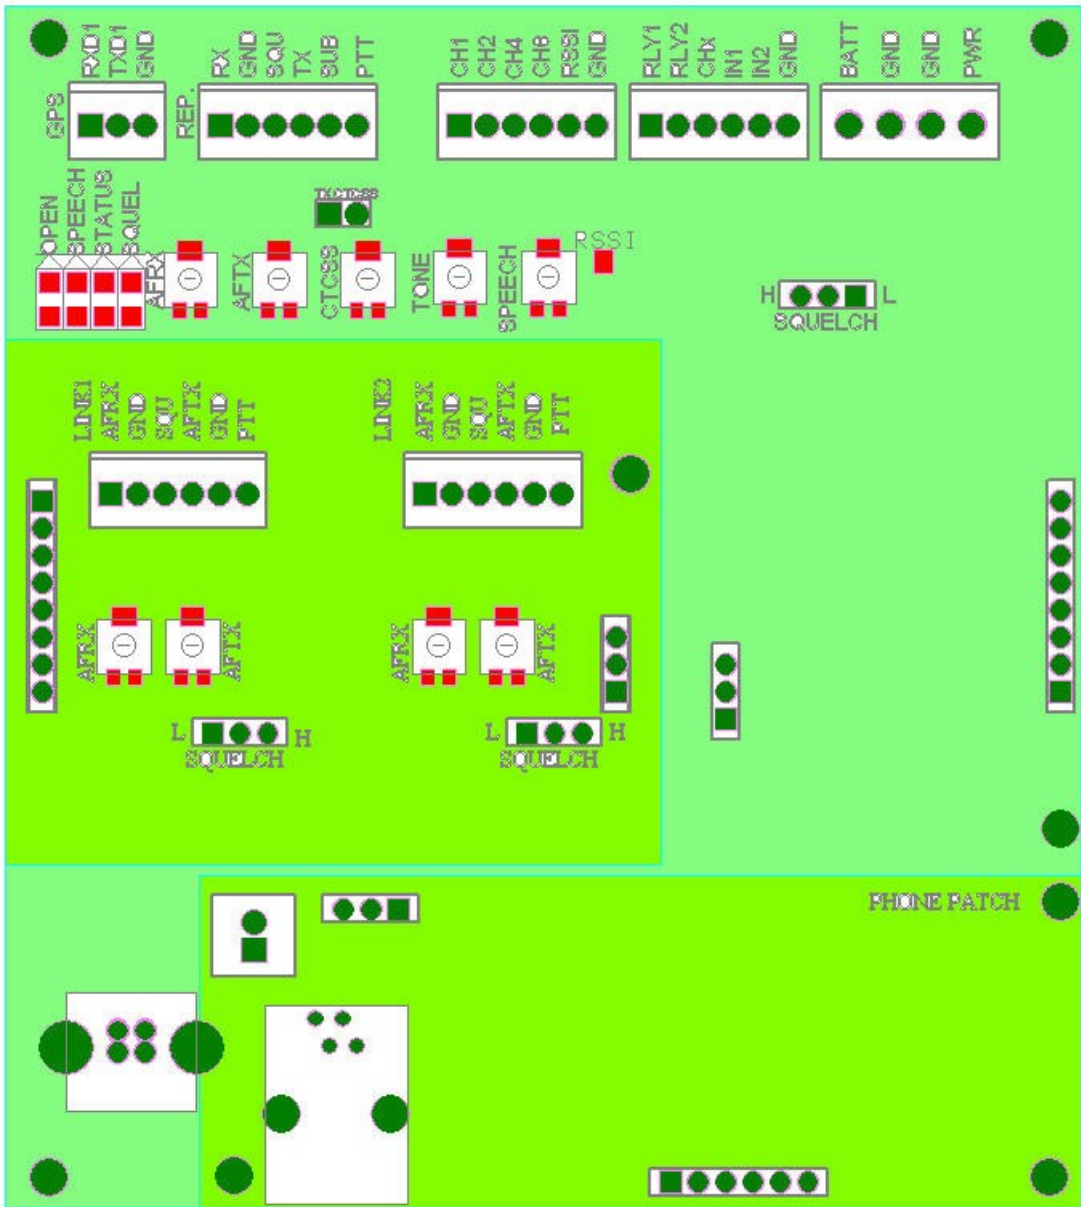 GPS
RXD1
TXD1
GND
REP.
RX
GND
SQU
TX
SUB
PTT
CH1
CH2
CH4
CH8
RSSI
GND
RLY1
RLY2
CHX
IN1
IN2
GND
BATT
GND
GND
PWR
OPEN
SPEECH
STATUS
SQUEL
TX CTCSS
AFRX
AFTX
CTCSS
TONE
SPEECH
RSSI
H
L
SQUELCH
LINK1
AFRX
GND
SQU
AFTX
GND
PTT
LINK2
AFRX
GND
SQU
AFTX
GND
PTT
AFRX
AFTX
AFRX
AFTX
L
H
SQUELCH
L
H
SQUELCH
PHONE PATCH